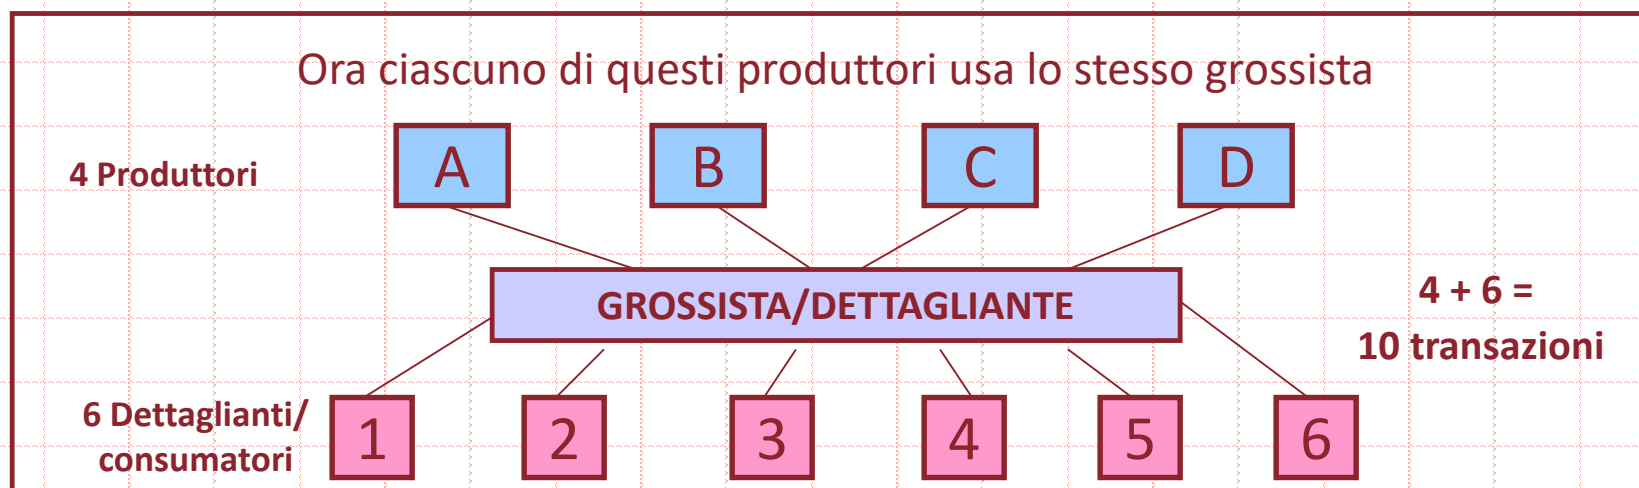 Ora ciascuno di questi produttori usa lo stesso grossista
4 Produttori
A
B
C
D
GROSSISTA/DETTAGLIANTE
4 + 6 =
10 transazioni
6 Dettaglianti/
consumatori
1
2
3
4
5
6